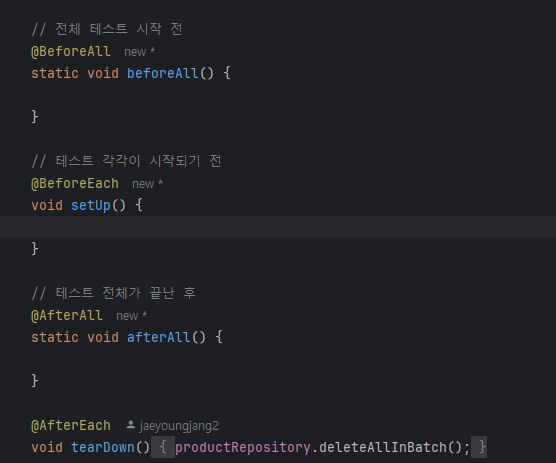 // 전체 테스트 시작 전
@BeforeAll new *
static void beforeAll() {
}
// 테스트 각각이 시작되기 전
@BeforeEach new *
void setUp() {
}
// 테스트 전체가 끝난 후
@AfterAll new *
static void afterAll() {
}
@AfterEach jaeyoungjang2
void tearDown() { productRepository.deleteAllInBatch(); }